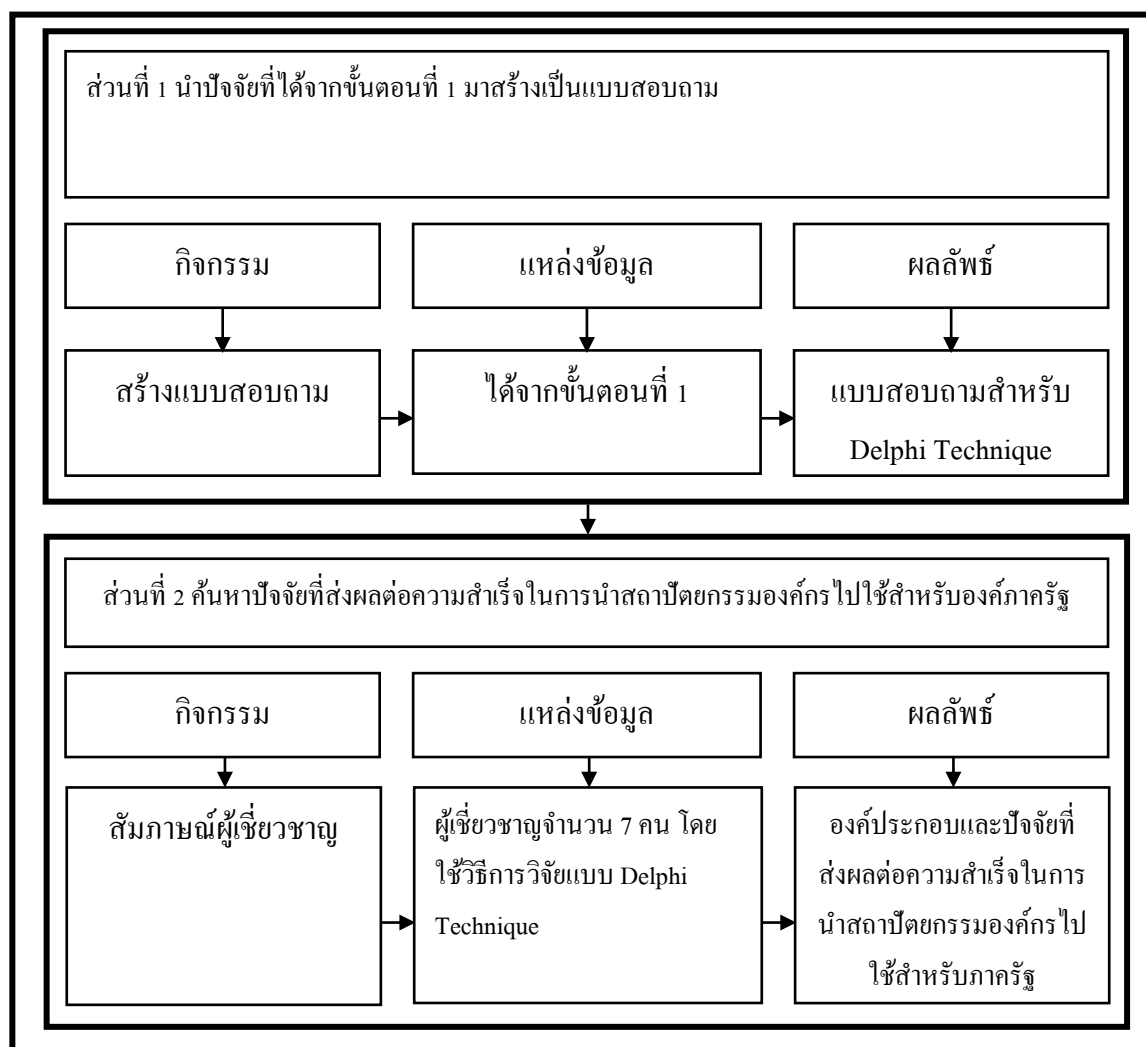 ส่วนที่ 1 นำปัจจัยที่ได้จากขั้นตอนที่ 1 มาสร้างเป็นแบบสอบถาม
กิจกรรม
แหล่งข้อมูล
ผลลัพธ์
สร้างแบบสอบถาม
ได้จากขั้นตอนที่ 1
แบบสอบถามสำหรับ
Delphi Technique
ส่วนที่ 2 ค้นหาปัจจัยที่ส่งผลต่อความสำเร็จในการนำสถาปัตยกรรมองค์กรไปใช้สำหรับองค์ภาครัฐ
กิจกรรม
แหล่งข้อมูล
ผลลัพธ์
สัมภาษณ์ผู้เชี่ยวชาญ
ผู้เชี่ยวชาญจำนวน 7 คน โดย
ใช้วิธีการวิจัยแบบ Delphi
Technique
องค์ประกอบและปัจจัยที่
ส่งผลต่อความสำเร็จในการ
นำสถาปัตยกรรมองค์กรไป
ใช้สำหรับภาครัฐ